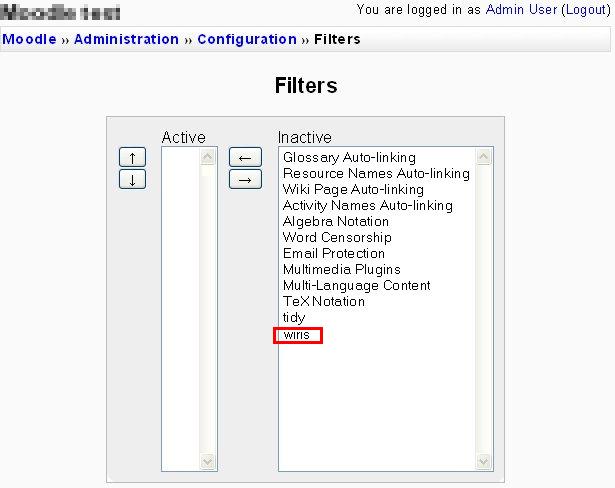 Moodle test
You are logged in as Admin User (Logout)
Moodle » Administration » Configuration » Filters
Filters
Active
Inactive
↑
↓
←
→
Glossary Auto-linking
Resource Names Auto-linking
Wiki Page Auto-linking
Activity Names Auto-linking
Algebra Notation
Word Censorship
Email Protection
Multimedia Plugins
Multi-Language Content
TeX Notation
tidy
wiris